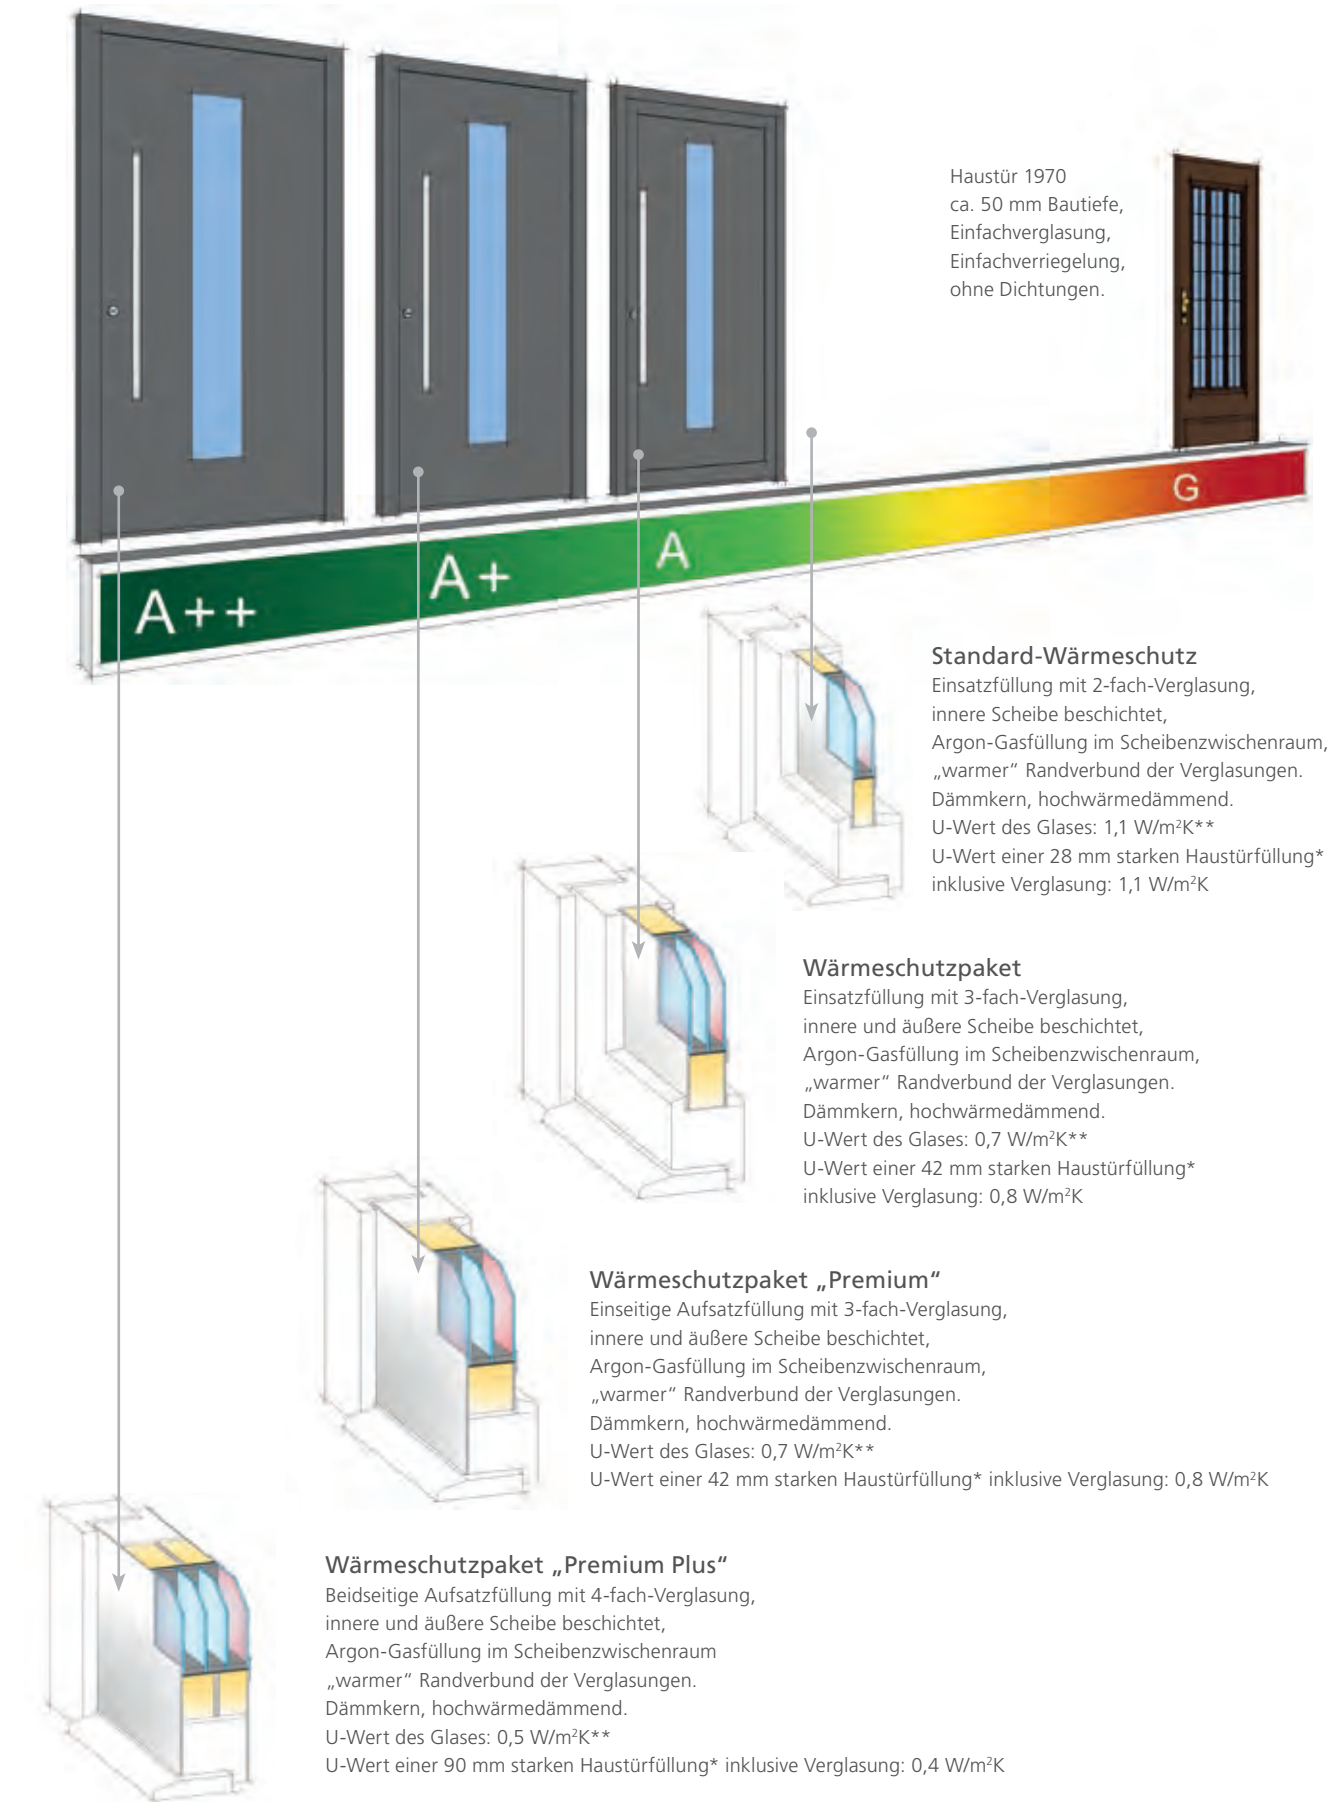 Haustür 1970
ca. 50 mm Bautiefe,
Einfachverglasung,
Einfachverriegelung,
ohne Dichtungen.
G
A
A+
A++
Standard-Wärmeschutz
Einsatzfüllung mit 2-fach-Verglasung,
innere Scheibe beschichtet,
Argon-Gasfüllung im Scheibenzwischenraum,
„warmer“ Randverbund der Verglasungen.
Dämmkern, hochwärmedämmend.
U-Wert des Glases: 1,1 W/m²K**
U-Wert einer 28 mm starken Haustürfüllung*
inklusive Verglasung: 1,1 W/m²K
Wärmeschutzpaket
Einsatzfüllung mit 3-fach-Verglasung,
innere und äußere Scheibe beschichtet,
Argon-Gasfüllung im Scheibenzwischenraum,
„warmer“ Randverbund der Verglasungen.
Dämmkern, hochwärmedämmend.
U-Wert des Glases: 0,7 W/m²K**
U-Wert einer 42 mm starken Haustürfüllung*
inklusive Verglasung: 0,8 W/m²K
Wärmeschutzpaket „Premium“
Einseitige Aufsatzfüllung mit 3-fach-Verglasung,
innere und äußere Scheibe beschichtet,
Argon-Gasfüllung im Scheibenzwischenraum,
„warmer“ Randverbund der Verglasungen.
Dämmkern, hochwärmedämmend.
U-Wert des Glases: 0,7 W/m²K**
U-Wert einer 42 mm starken Haustürfüllung* inklusive Verglasung: 0,8 W/m²K
Wärmeschutzpaket „Premium Plus“
Beidseitige Aufsatzfüllung mit 4-fach-Verglasung,
innere und äußere Scheibe beschichtet,
Argon-Gasfüllung im Scheibenzwischenraum
„warmer“ Randverbund der Verglasungen.
Dämmkern, hochwärmedämmend.
U-Wert des Glases: 0,5 W/m²K**
U-Wert einer 90 mm starken Haustürfüllung* inklusive Verglasung: 0,4 W/m²K